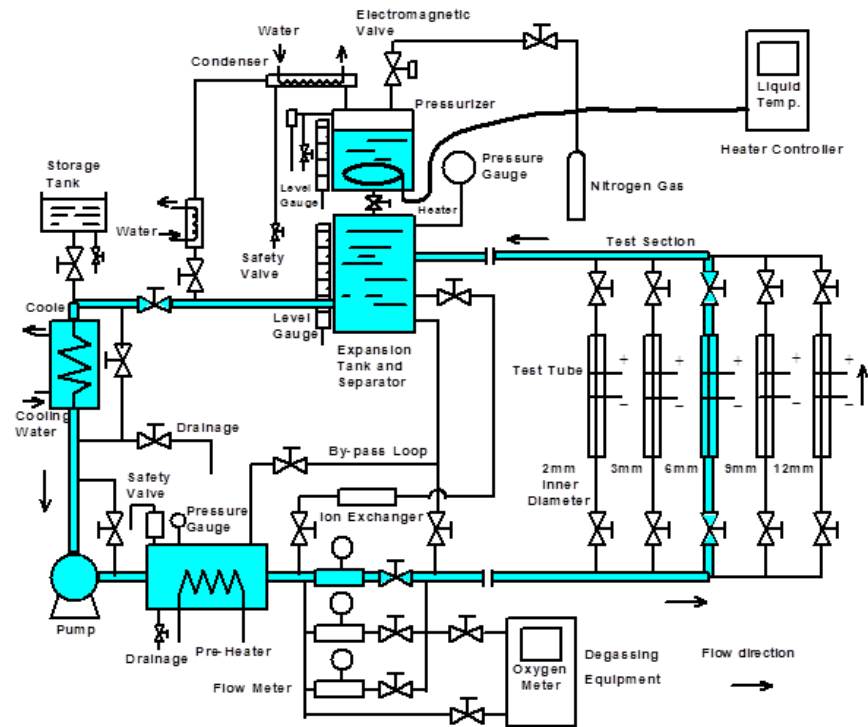 Electromagnetic
Valve
Water
Condenser
Pressurizer
Liquid
Temp.
Heater Controller
Storage
Tank
Pressure
Gauge
Nitrogen Gas
Level
Gauge
Heater
Water
Safety
Valve
Test Section
Coole
Level
Gauge
Expansion
Tank and
Separator
Test Tube
+ + + + +
− − − − −
Cooling
Water
Drainage
By-pass Loop
2mm 3mm 6mm 9mm 12mm
Inner
Diameter
Safety
Valve
Pressure
Gauge
Ion Exchanger
Pump
Drainage
Pre-Heater
Flow Meter
Oxygen
Meter
Degassing
Equipment
Flow direction